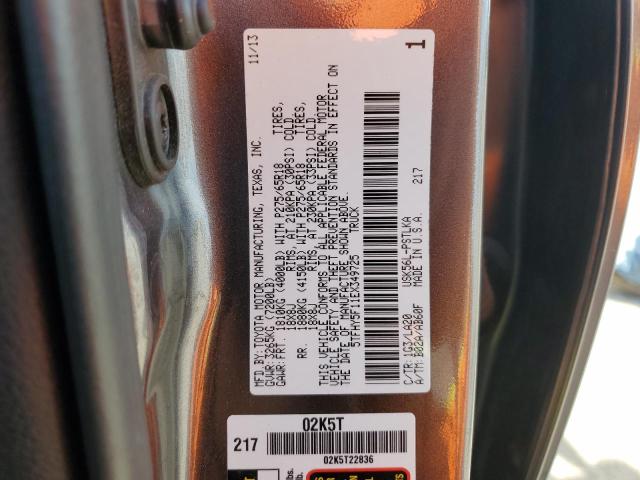 MFD.BY:TOYOTA MOTOR MANUFACTURING, TEXAS, INC. 11/13
GVWR:3265KG (7200LB)
GAWR:FRT. 1810KG (4000LB) WITH P275/65R18 TIRES,
18X8J RIMS, AT 210KPA (30PSI) COLD
RR. 1880KG (4150LB) WITH P275/65R18 TIRES,
18X8J RIMS, AT 230KPA (33PSI) COLD
THIS VEHICLE CONFORMS TO ALL APPLICABLE FEDERAL MOTOR
VEHICLE SAFETY AND THEFT PREVENTION STANDARDS IN EFFECT ON
THE DATE OF MANUFACTURE SHOWN ABOVE.
5TFHY5F11EX349725 TRUCK
C/TR:1G3/LA20 USK56L-PSTLKA 217
A/TM:B02A/AB60F MADE IN U.S.A.
1
02K5T
217
02K5T22836
lbs.
lb.